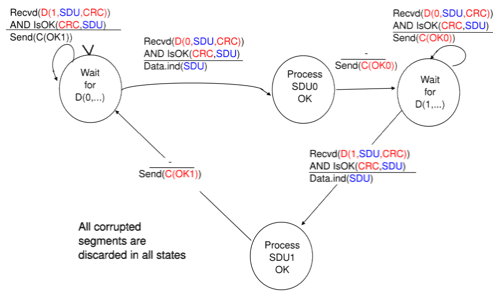 Recvd(D(1,SDU,CRC))
AND IsOK(CRC,SDU)
Send(C(OK1))
Wait
for
D(0,...)
Recvd(D(0,SDU,CRC))
AND IsOK(CRC,SDU)
Data.ind(SDU)
Process
SDU0
OK
-
Send(C(OK0))
Recvd(D(0,SDU,CRC))
AND IsOK(CRC,SDU)
Send(C(OK0))
Wait
for
D(1,...)
Recvd(D(1,SDU,CRC))
AND IsOK(CRC,SDU)
Data.ind(SDU)
-
Send(C(OK1))
Process
SDU1
OK
All corrupted
segments are
discarded in all states